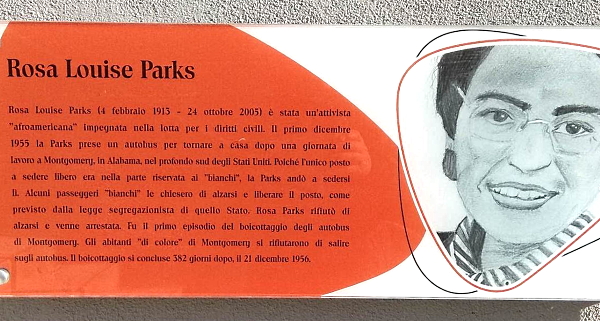 Rosa Louise Parks
Rosa Louise Parks (4 febbraio 1913 - 24 ottobre 2005) è stata un'attivista
"afroamericana" impegnata nella lotta per i diritti civili. Il primo dicembre
1955 la Parks prese un autobus per tornare a casa dopo una giornata di
lavoro a Montgomery, in Alabama, nel profondo sud degli Stati Uniti. Poiché l'unico posto
a sedere libero era nella parte riservata ai "bianchi", la Parks andò a sedersi
lì. Alcuni passeggeri "bianchi" le chiesero di alzarsi e liberare il posto, come
previsto dalla legge segregazionista di quello Stato. Rosa Parks rifiutò di
alzarsi e venne arrestata. Fu il primo episodio del boicottaggio degli autobus
di Montgomery. Gli abitanti "di colore" di Montgomery si rifiutarono di salire
sugli autobus. Il boicottaggio si concluse 382 giorni dopo, il 21 dicembre 1956.